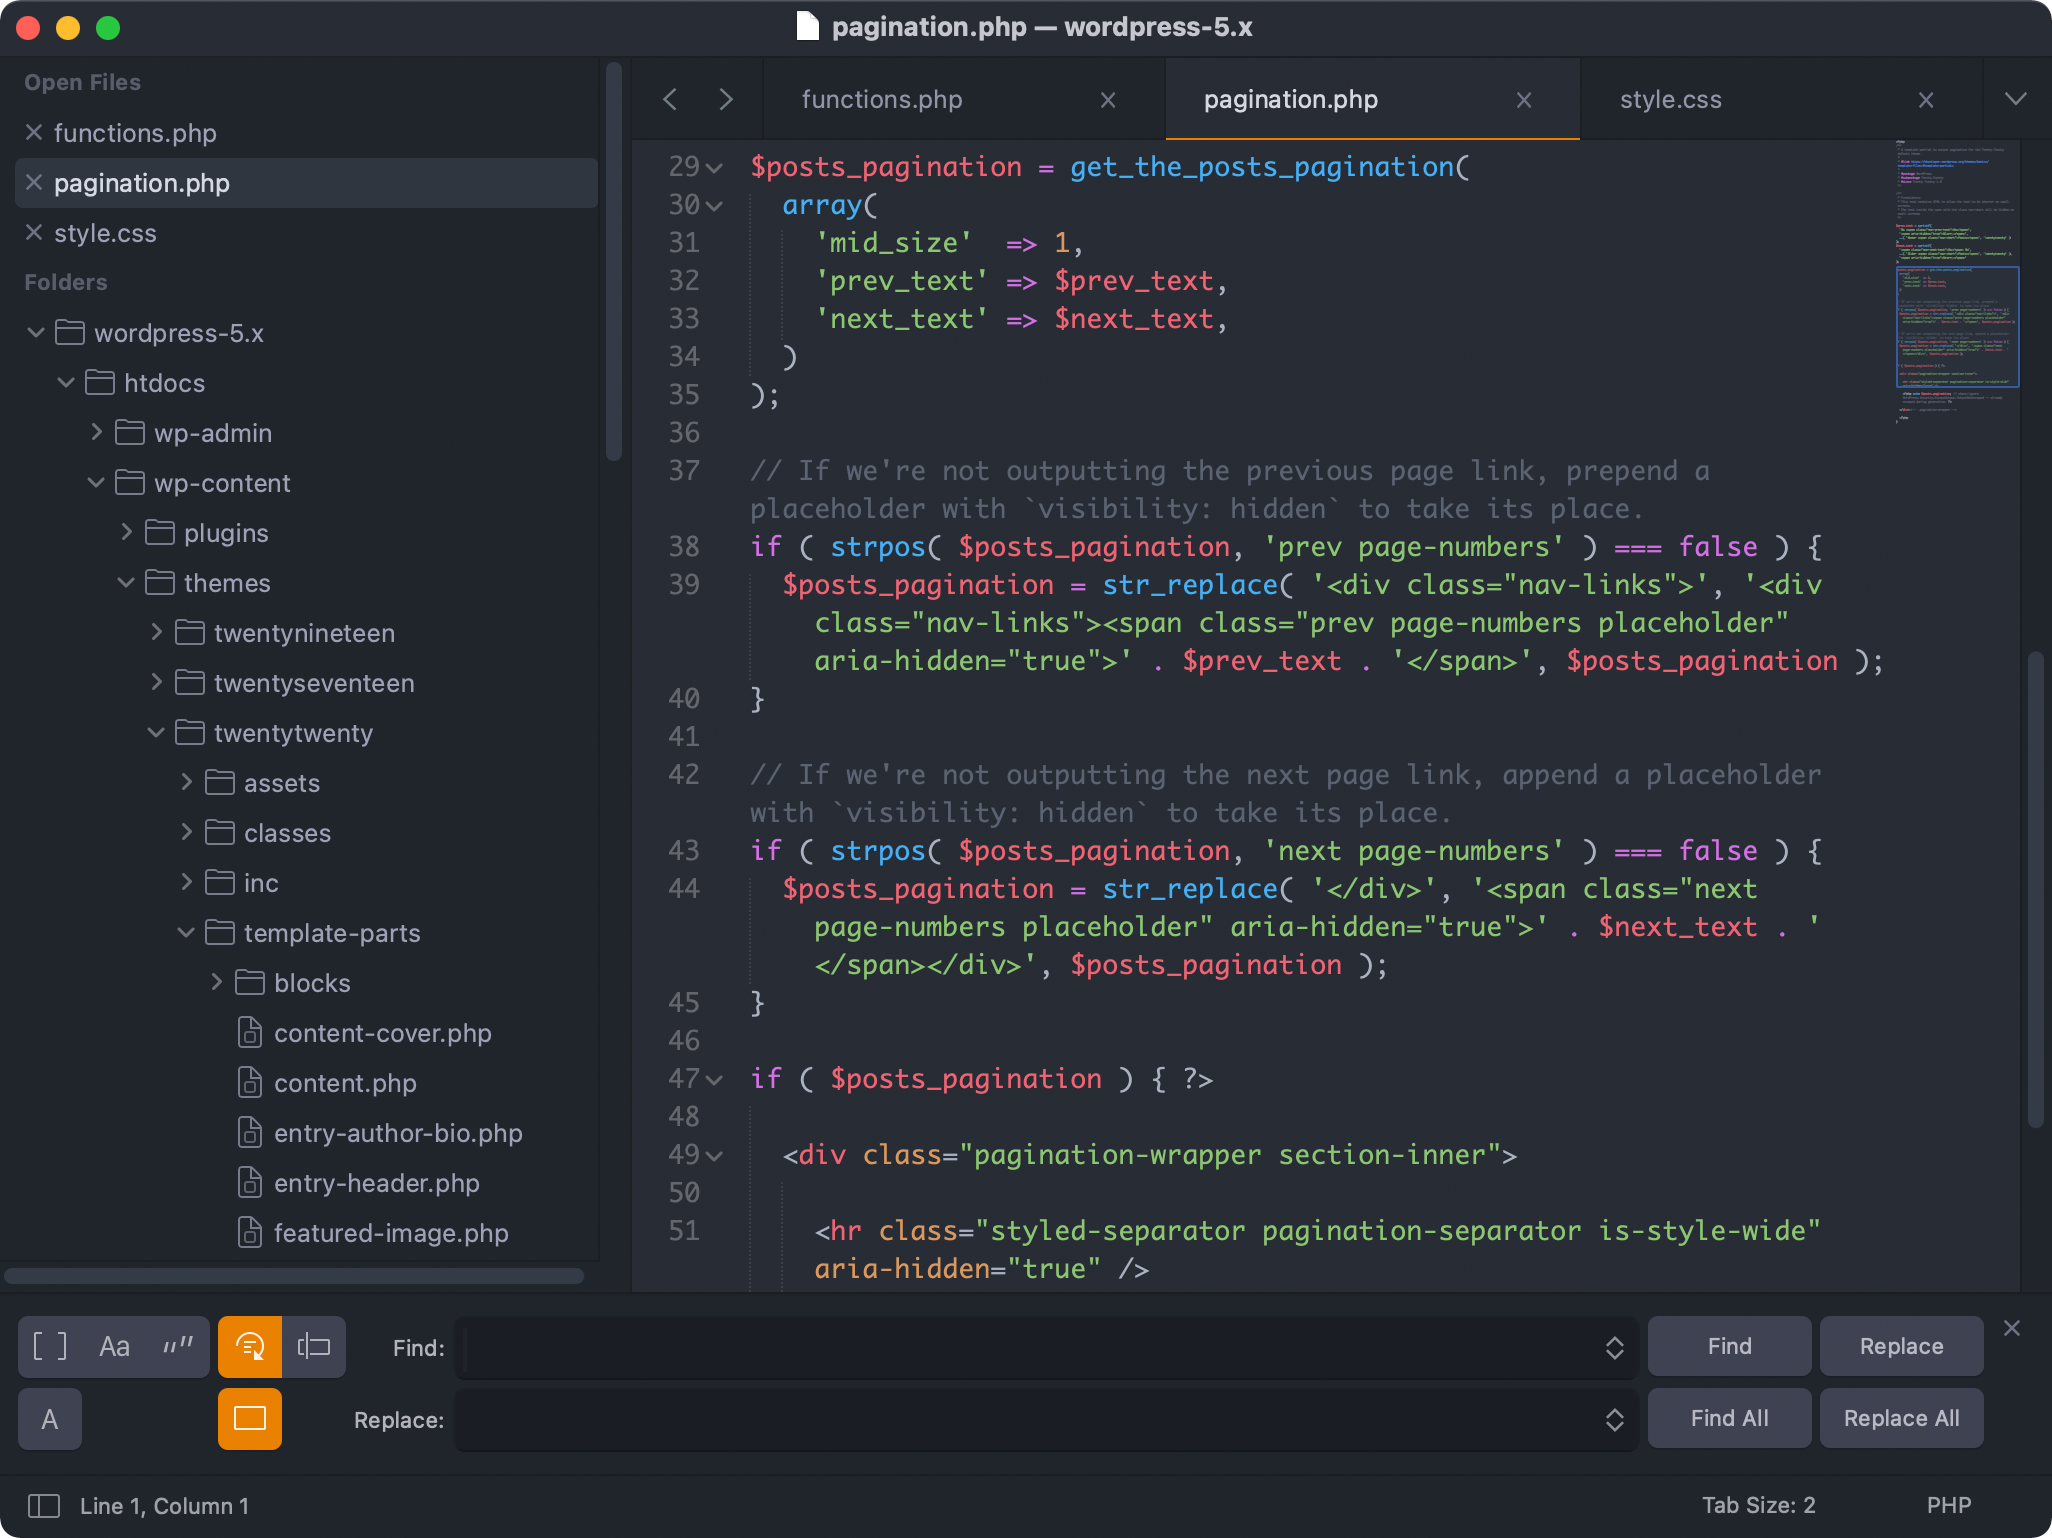 pagination.php — wordpress-5.x
Open Files
functions.php
pagination.php
style.css
Folders
wordpress-5.x
htdocs
wp-admin
wp-content
plugins
themes
twentynineteen
twentyseventeen
twentytwenty
assets
classes
inc
template-parts
blocks
content-cover.php
content.php
entry-author-bio.php
entry-header.php
featured-image.php
functions.php
pagination.php
style.css
29 $posts_pagination = get_the_posts_pagination(
30 array(
31 'mid_size'  => 1,
32 'prev_text' => $prev_text,
33 'next_text' => $next_text,
34 )
35 );
36
37 // If we're not outputting the previous page link, prepend a
placeholder with `visibility: hidden` to take its place.
38 if ( strpos( $posts_pagination, 'prev page-numbers' ) === false ) {
39 $posts_pagination = str_replace( '<div class="nav-links">', '<div
class="nav-links"><span class="prev page-numbers placeholder"
aria-hidden="true">' . $prev_text . '</span>', $posts_pagination );
40 }
41
42 // If we're not outputting the next page link, append a placeholder
with `visibility: hidden` to take its place.
43 if ( strpos( $posts_pagination, 'next page-numbers' ) === false ) {
44 $posts_pagination = str_replace( '</div>', '<span class="next
page-numbers placeholder" aria-hidden="true">' . $next_text . '
</span></div>', $posts_pagination );
45 }
46
47 if ( $posts_pagination ) { ?>
48
49 <div class="pagination-wrapper section-inner">
50
51 <hr class="styled-separator pagination-separator is-style-wide"
aria-hidden="true" />
[ ] Aa “” Find: Find Replace
A Replace: Find All Replace All
Line 1, Column 1 Tab Size: 2 PHP